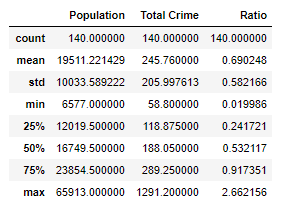 Population Total Crime Ratio
count 140.000000 140.000000 140.000000
mean 19511.221429 245.760000 0.690248
std 10033.589222 205.997613 0.582166
min 6577.000000 58.800000 0.019986
25% 12019.500000 118.875000 0.241721
50% 16749.500000 188.050000 0.532117
75% 23854.500000 289.250000 0.917351
max 65913.000000 1291.200000 2.662156